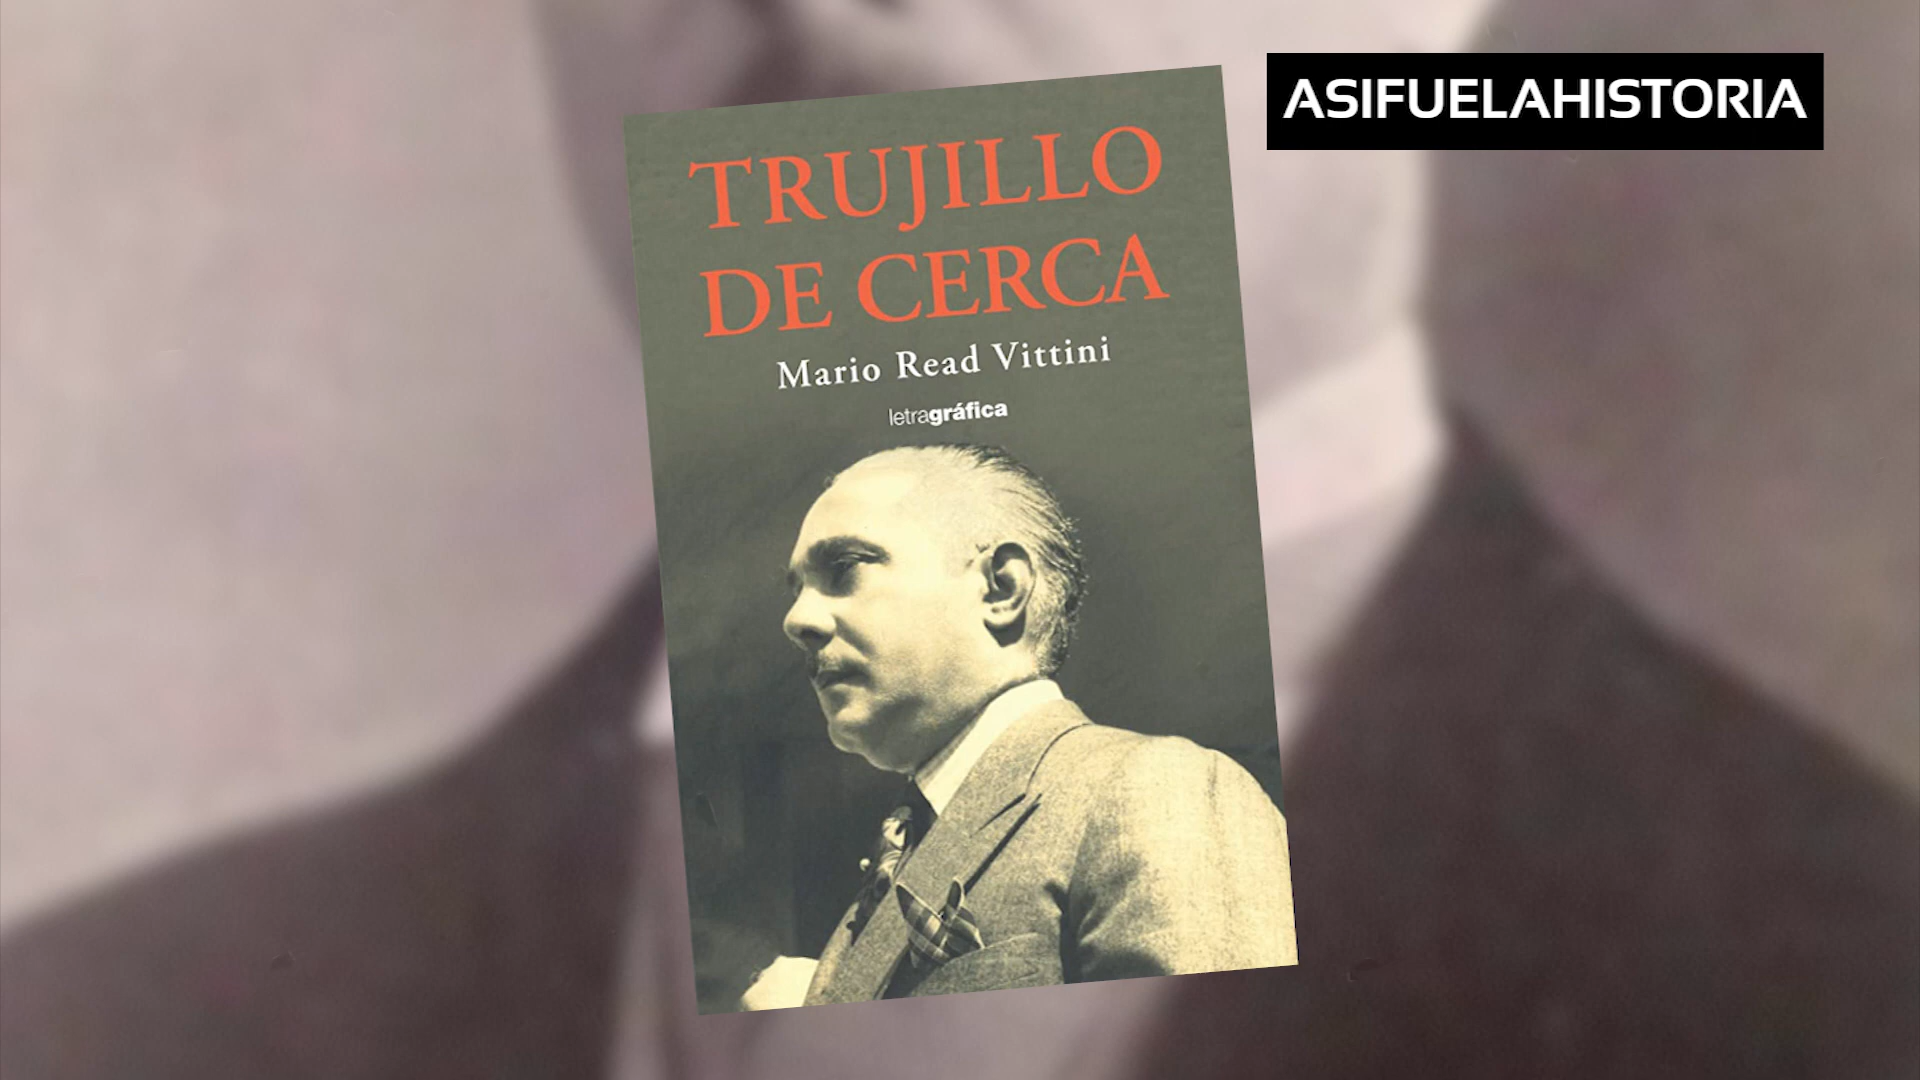 ASIFUELAHISTORIA
TRUJILLO
DE CERCA
Mario Read Vittini
letragráfica